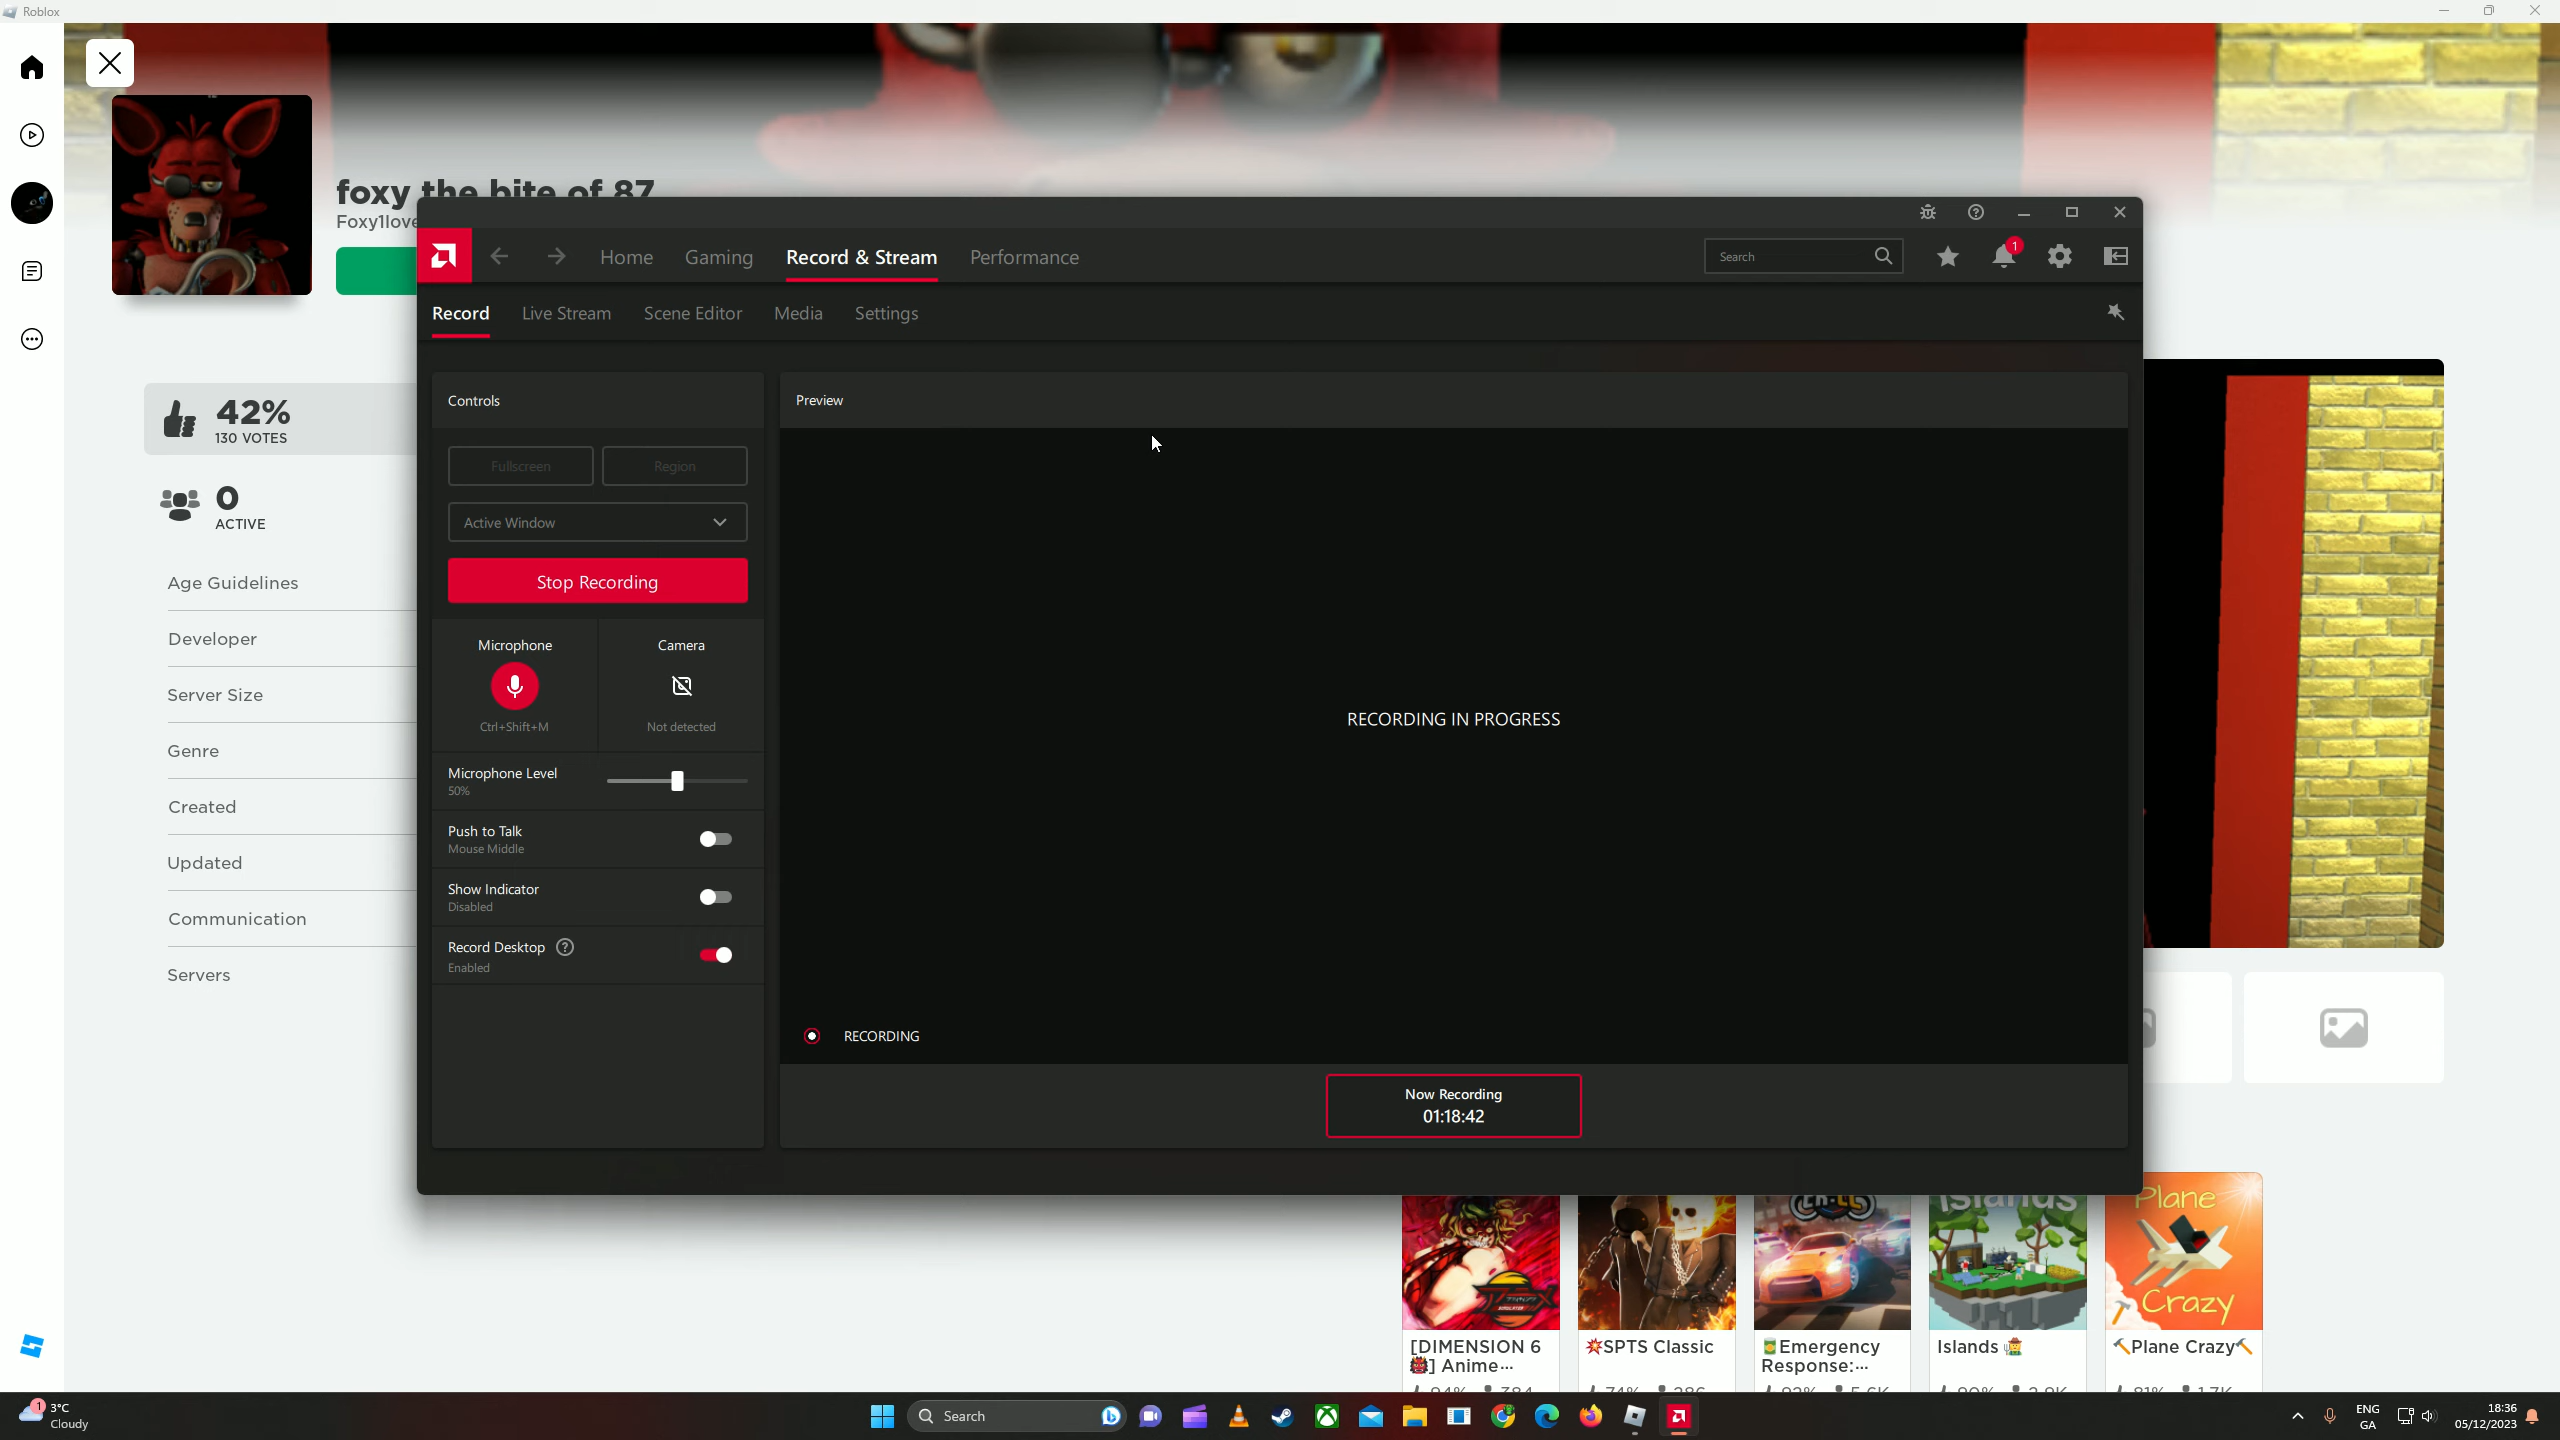 Roblox
foxy the bite of 87
Foxy1love
Home
Gaming
Record & Stream
Performance
Search
1
Record
Live Stream
Scene Editor
Media
Settings
42%
130 VOTES
0
ACTIVE
Age Guidelines
Developer
Server Size
Genre
Created
Updated
Communication
Servers
Controls
Fullscreen
Region
Active Window
Stop Recording
Microphone
Camera
Ctrl+Shift+M
Not detected
Microphone Level
50%
Push to Talk
Mouse Middle
Show Indicator
Disabled
Record Desktop
Enabled
Preview
RECORDING IN PROGRESS
RECORDING
Now Recording
01:18:42
Islands
Plane
Crazy
[DIMENSION 6
👹] Anime...
💥SPTS Classic
Emergency
Response:...
Islands
🔨Plane Crazy🔨
1
3°C
Cloudy
Search
ENG
GA
18:36
05/12/2023